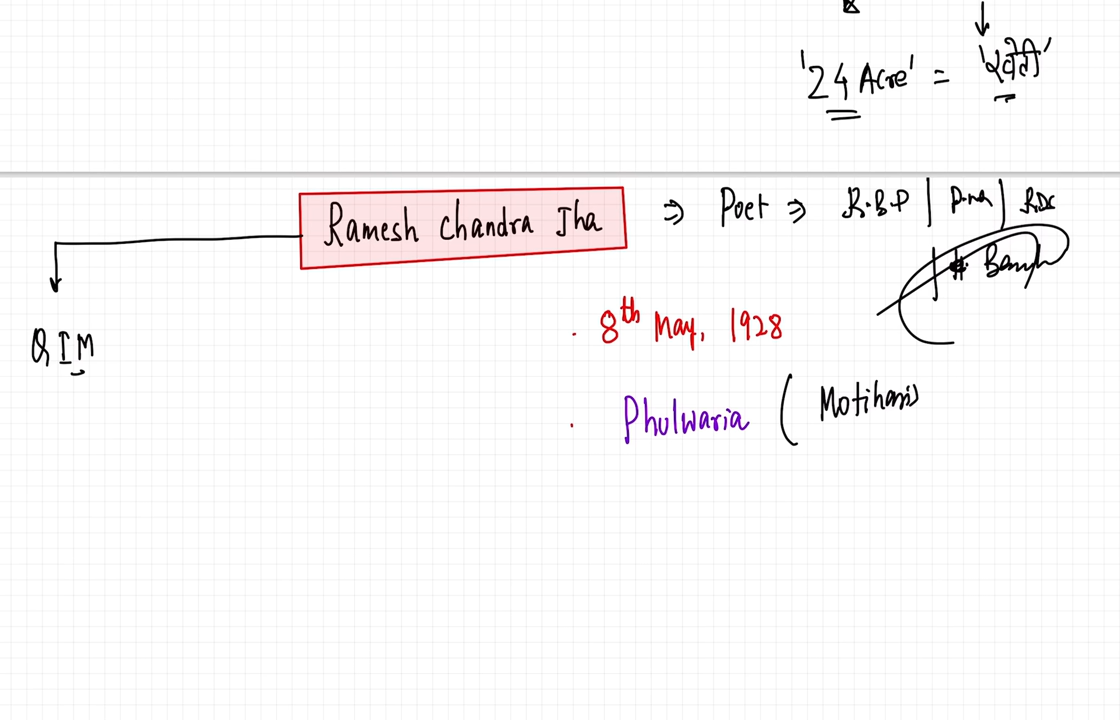 '24 Acre' =
Ramesh Chandra Jha ⇒ Poet ⇒ R.B.P |
8th May, 1928
QIM
Phulwaria ( Motihari